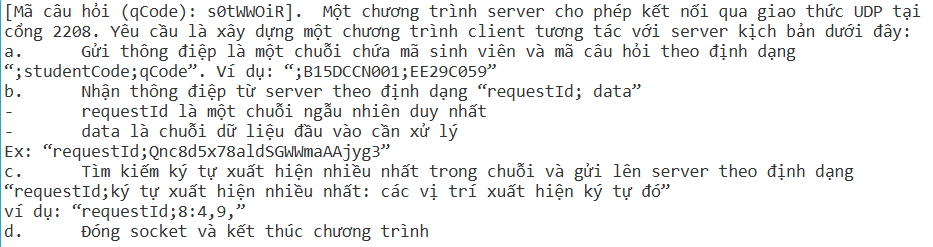 [Mã câu hỏi (qCode): s0tWWOiR].  Một chương trình server cho phép kết nối qua giao thức UDP tại
cổng 2208. Yêu cầu là xây dựng một chương trình client tương tác với server kịch bản dưới đây:
a.      Gửi thông điệp là một chuỗi chứa mã sinh viên và mã câu hỏi theo định dạng
“;studentCode;qCode”. Ví dụ: “;B15DCCN001;EE29C059”
b.      Nhận thông điệp từ server theo định dạng “requestId; data”
-       requestId là một chuỗi ngẫu nhiên duy nhất
-       data là chuỗi dữ liệu đầu vào cần xử lý
Ex: “requestId;Qnc8d5x78aldSGWWmaAAjyg3”
c.      Tìm kiếm ký tự xuất hiện nhiều nhất trong chuỗi và gửi lên server theo định dạng
“requestId;ký tự xuất hiện nhiều nhất: các vị trí xuất hiện ký tự đó”
ví dụ: “requestId;8:4,9,”
d.      Đóng socket và kết thúc chương trình